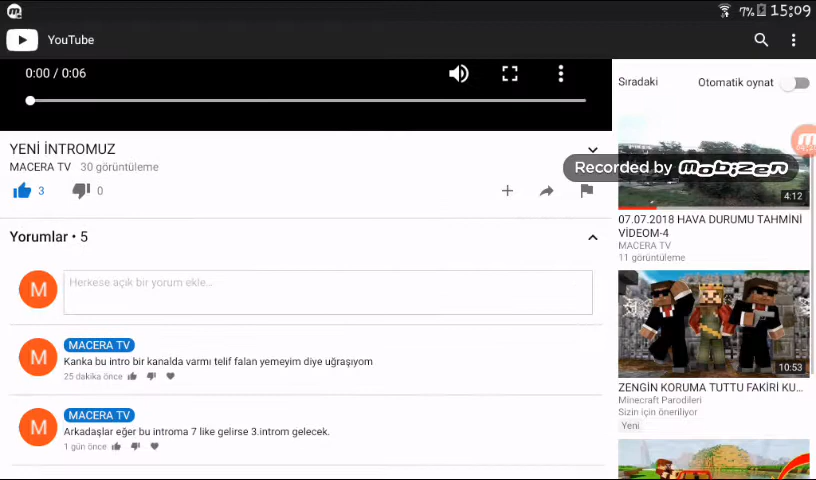 7% 15:09
YouTube
0:00 / 0:06
Sıradaki
Otomatik oynat
YENİ İNTROMUZ
MACERA TV 30 görüntüleme
3
0
Recorded by mobizen
4:12
07.07.2018 HAVA DURUMU TAHMİNİ
VİDEOM-4
MACERA TV
11 görüntüleme
Yorumlar • 5
M
Herkese açık bir yorum ekle...
M
MACERA TV
Kanka bu intro bir kanalda varmı telif falan yemeyim diye uğraşıyom
25 dakika önce
M
MACERA TV
Arkadaşlar eğer bu introma 7 like gelirse 3.introm gelecek.
1 gün önce
10:53
ZENGİN KORUMA TUTTU FAKİRİ KU...
Minecraft Parodileri
Sizin için öneriliyor
Yeni